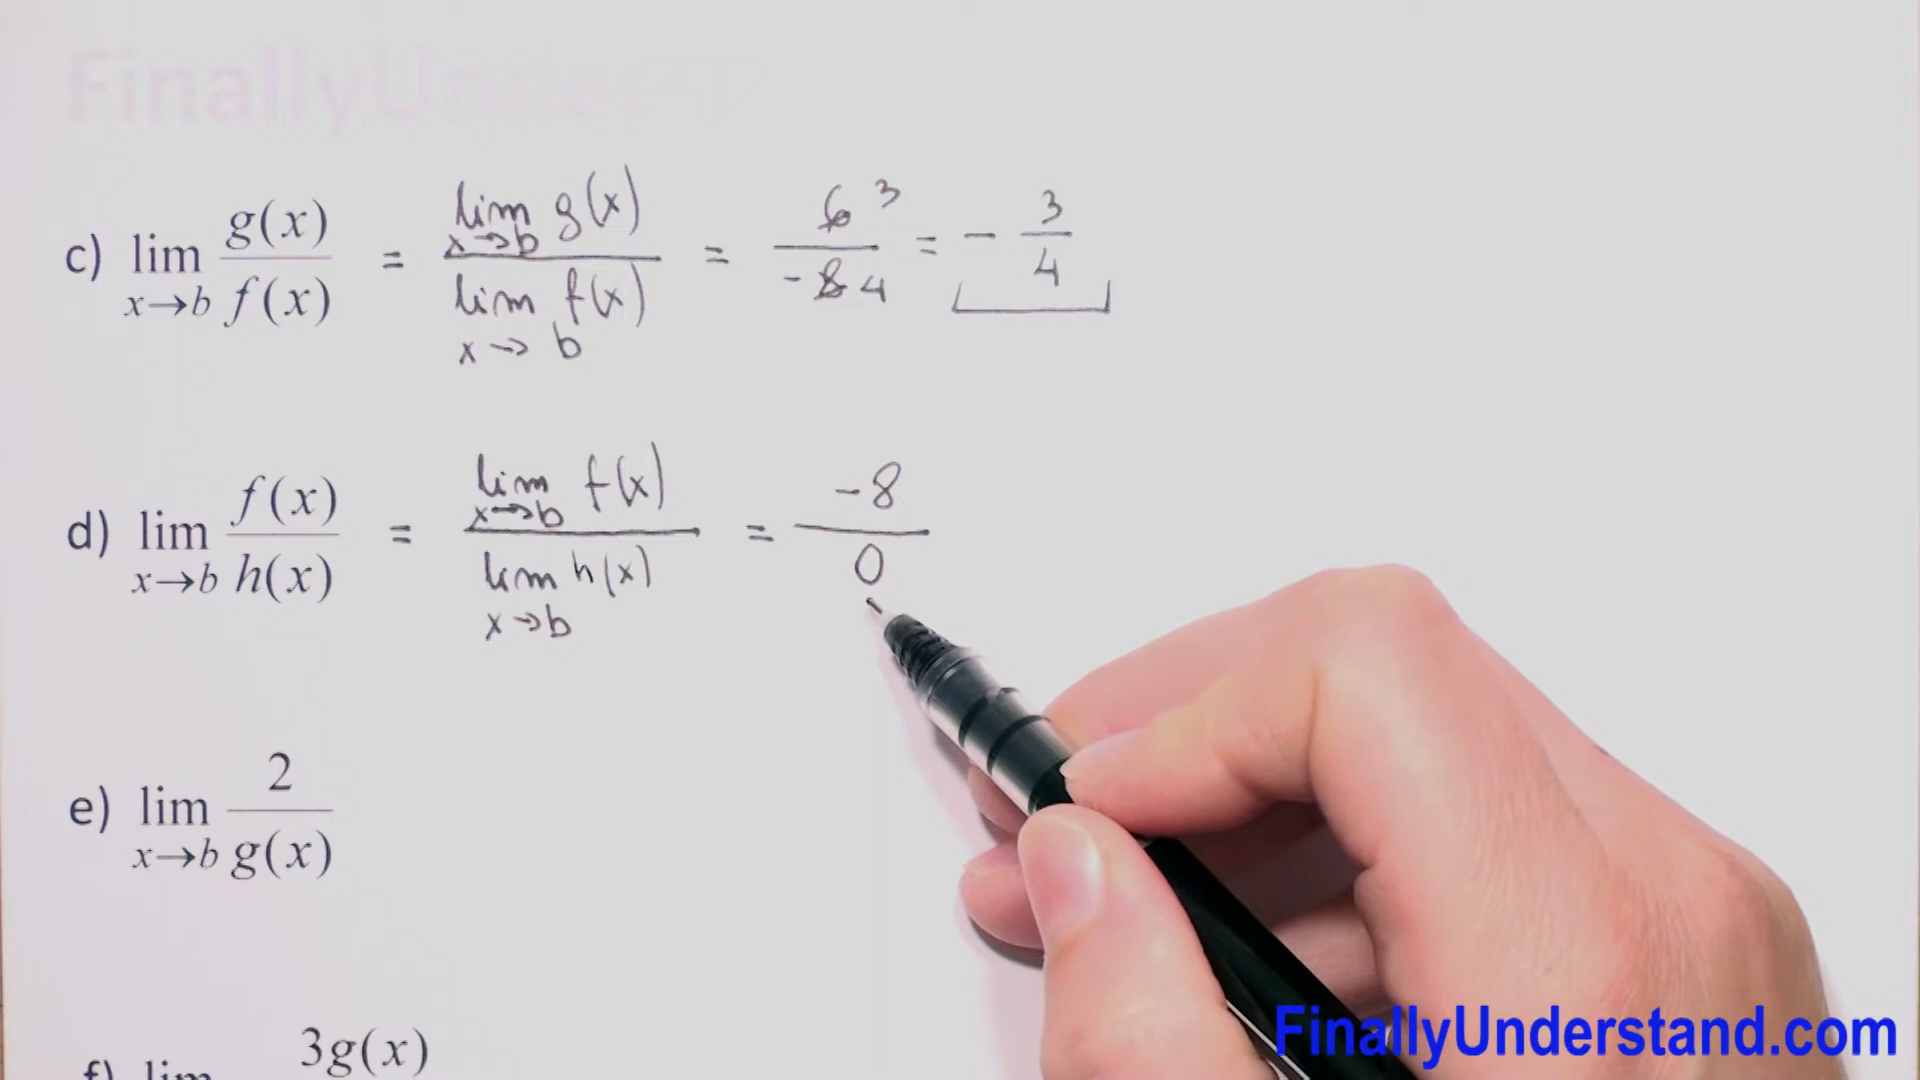 FinallyUnderst
c) lim x→b g(x)/f(x) = lim x→b g(x) / lim x→b f(x) = 6 3 / -8 4 = - 3/4
d) lim x→b f(x)/h(x) = lim x→b f(x) / lim x→b h(x) = -8/0
e) lim x→b 2/g(x)
f) lim 3g(x)
FinallyUnderstand.com